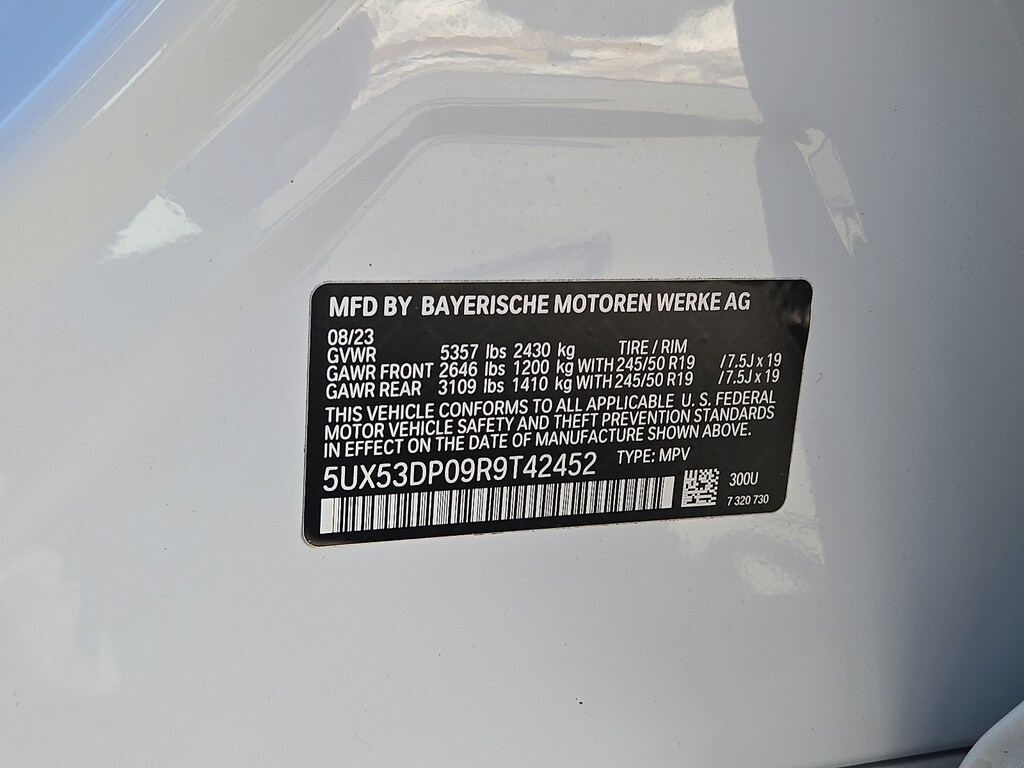 MFD BY BAYERISCHE MOTOREN WERKE AG
08/23
GVWR 5357 lbs 2430 kg TIRE / RIM
GAWR FRONT 2646 lbs 1200 kg WITH 245/50 R19 / 7.5J x 19
GAWR REAR 3109 lbs 1410 kg WITH 245/50 R19 / 7.5J x 19
THIS VEHICLE CONFORMS TO ALL APPLICABLE U. S. FEDERAL
MOTOR VEHICLE SAFETY AND THEFT PREVENTION STANDARDS
IN EFFECT ON THE DATE OF MANUFACTURE SHOWN ABOVE.
5UX53DP09R9T42452 TYPE: MPV
300U
7 320 730